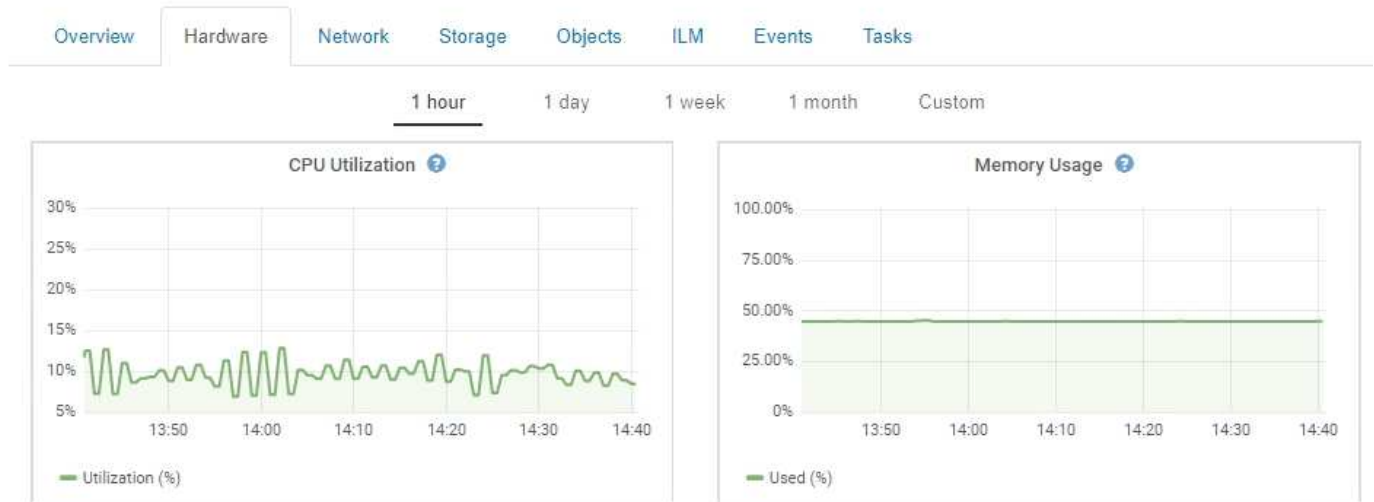 Overview Hardware Network Storage Objects ILM Events Tasks
1 hour 1 day 1 week 1 month Custom
CPU Utilization ?
30%
25%
20%
15%
10%
5%
13:50 14:00 14:10 14:20 14:30 14:40
Utilization (%)
Memory Usage ?
100.00%
75.00%
50.00%
25.00%
0%
13:50 14:00 14:10 14:20 14:30 14:40
Used (%)